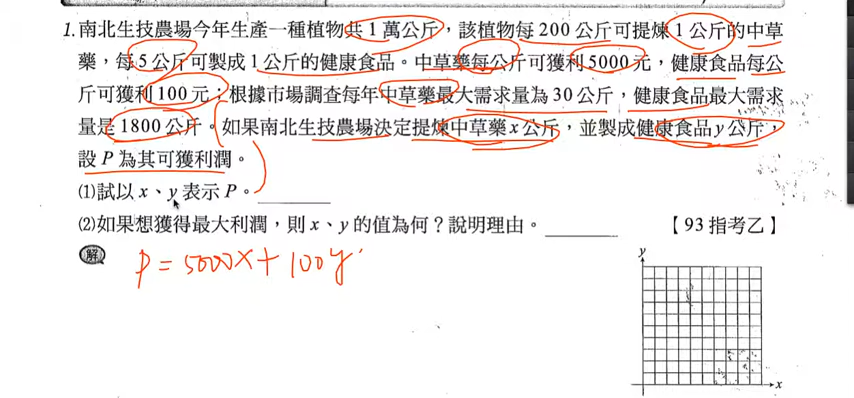 1.南北生技農場今年生產一種植物共1萬公斤，該植物每200公斤可提煉1公斤的中草
藥，每5公斤可製成1公斤的健康食品。中草藥每公斤可獲利5000元，健康食品每公
斤可獲利100元；根據市場調查每年中草藥最大需求量為30公斤，健康食品最大需求
量是1800公斤。如果南北生技農場決定提煉中草藥x公斤，並製成健康食品y公斤，
設P為其可獲利潤。
⑴試以x、y表示P。
⑵如果想獲得最大利潤，則x、y的值為何？說明理由。【93指考乙】
解 P=5000x+100y
y
x